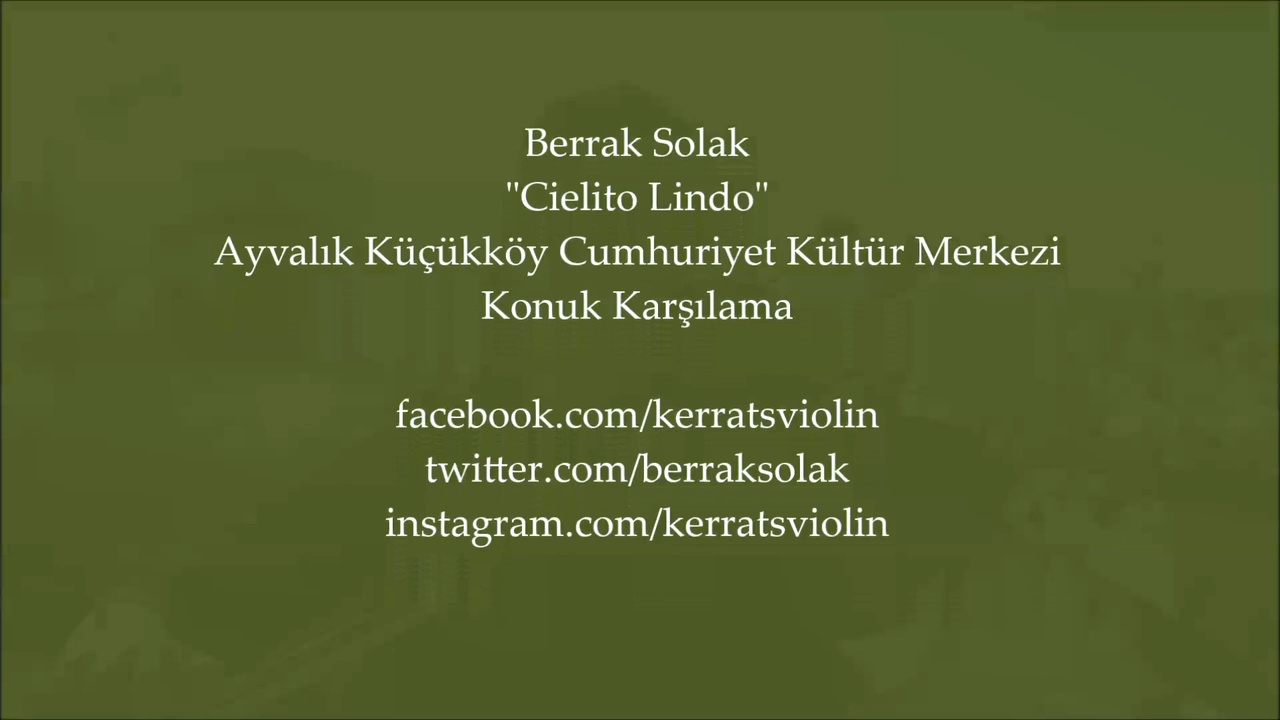 Berrak Solak
"Cielito Lindo"
Ayvalık Küçükköy Cumhuriyet Kültür Merkezi
Konuk Karşılama
facebook.com/kerratsviolin
twitter.com/berraksolak
instagram.com/kerratsviolin